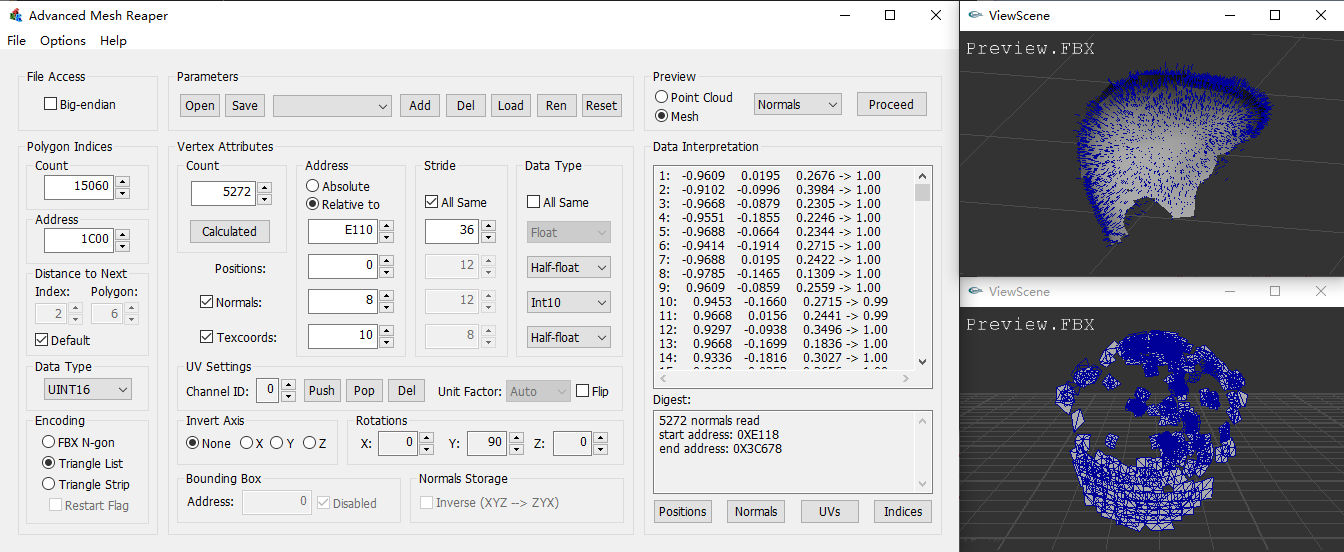 Advanced Mesh Reaper
File Options Help
File Access
Big-endian
Parameters
Open Save Add Del Load Ren Reset
Preview
Point Cloud
Mesh
Normals
Proceed
Polygon Indices
Count
15060
Address
1C00
Distance to Next
Index: Polygon:
2 6
Default
Data Type
UINT16
Encoding
FBX N-gon
Triangle List
Triangle Strip
Restart Flag
Vertex Attributes
Count
5272
Calculated
Address
Absolute
Relative to
E110
Stride
All Same
36
Data Type
All Same
Float
Positions: 0 12 Half-float
Normals: 8 12 Int10
Texcoords: 10 8 Half-float
UV Settings
Channel ID: 0 Push Pop Del Unit Factor: Auto Flip
Invert Axis
None X Y Z
Rotations
X: 0 Y: 90 Z: 0
Bounding Box
Address: 0 Disabled
Normals Storage
Inverse (XYZ --> ZYX)
Data Interpretation
1: -0.9609 0.0195 0.2676 -> 1.00
2: -0.9102 -0.0996 0.3984 -> 1.00
3: -0.9668 -0.0879 0.2305 -> 1.00
4: -0.9551 -0.1855 0.2246 -> 1.00
5: -0.9688 -0.0664 0.2344 -> 1.00
6: -0.9414 -0.1914 0.2715 -> 1.00
7: -0.9688 0.0195 0.2422 -> 1.00
8: -0.9785 -0.1465 0.1309 -> 1.00
9: 0.9609 -0.0859 0.2559 -> 1.00
10: 0.9453 -0.1660 0.2715 -> 0.99
11: 0.9668 0.0156 0.2441 -> 0.99
12: 0.9297 -0.0938 0.3496 -> 1.00
13: 0.9668 -0.1699 0.1836 -> 1.00
14: 0.9336 -0.1816 0.3027 -> 1.00
Digest:
5272 normals read
start address: 0XE118
end address: 0X3C678
Positions Normals UVs Indices
ViewScene
Preview.FBX
ViewScene
Preview.FBX